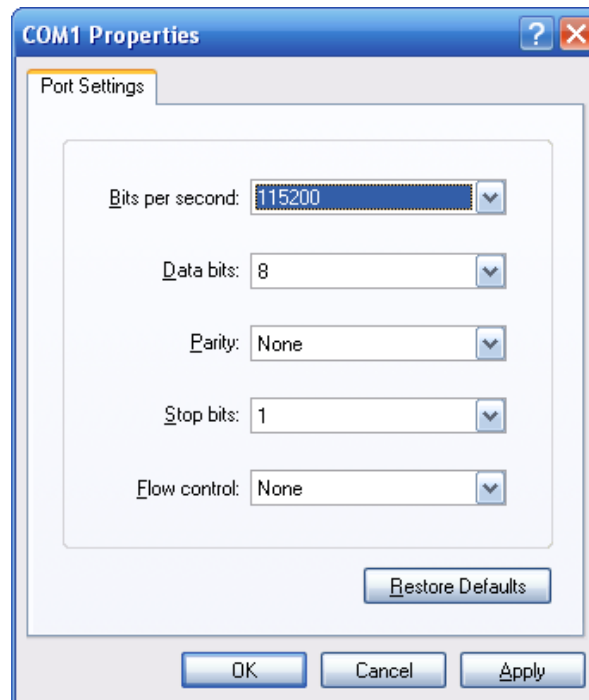 COM1 Properties
Port Settings
Bits per second: 115200
Data bits: 8
Parity: None
Stop bits: 1
Flow control: None
Restore Defaults
OK Cancel Apply